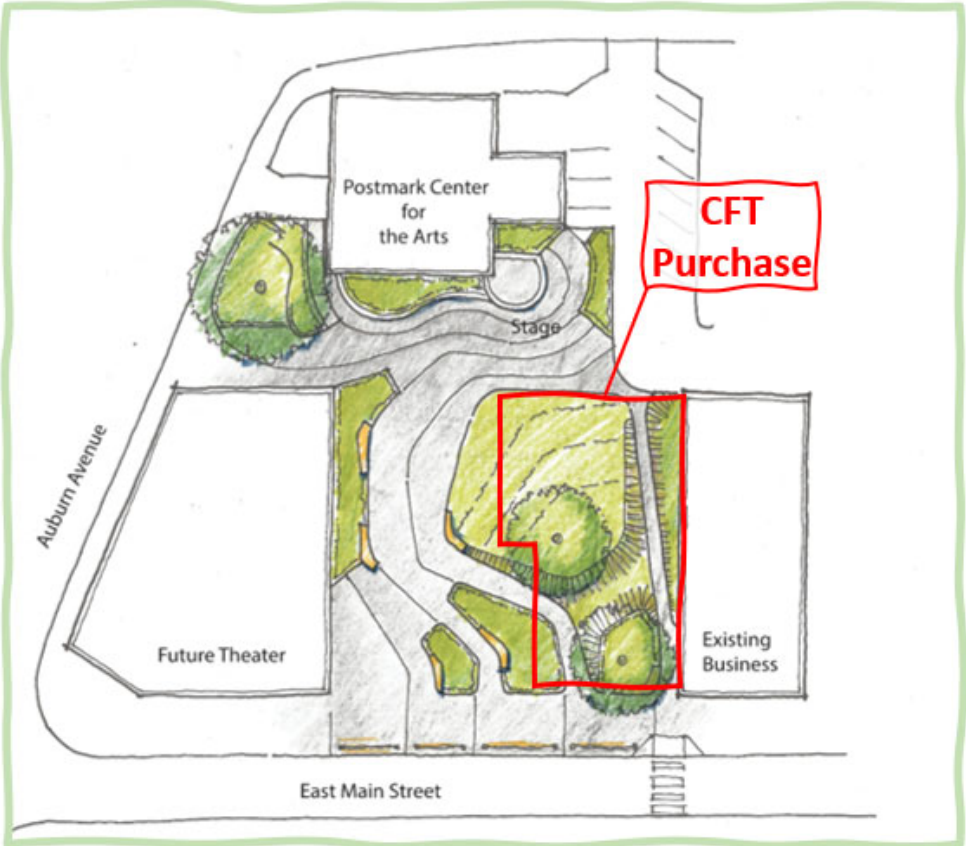 Postmark Center
for
the Arts
CFT
Purchase
Stage
Auburn Avenue
Future Theater
Existing
Business
East Main Street